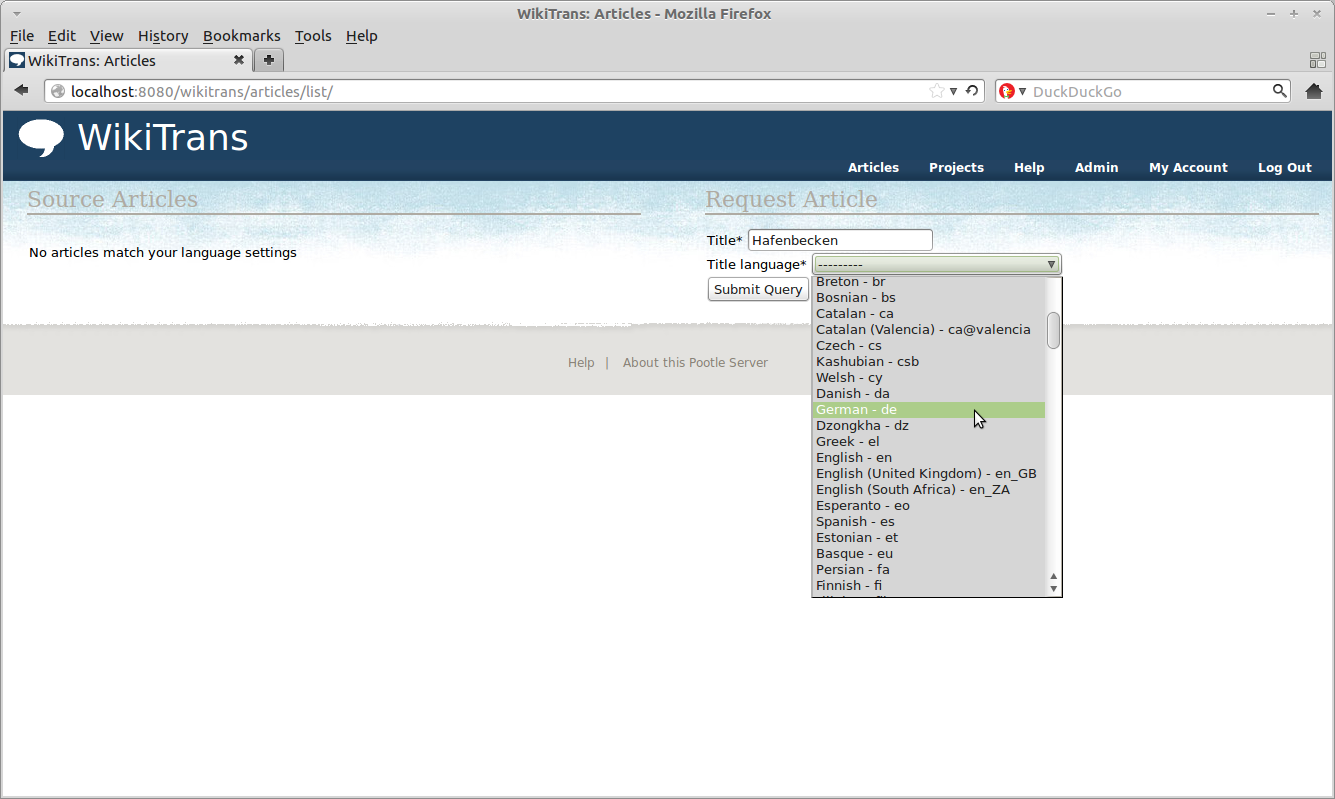 WikiTrans: Articles - Mozilla Firefox
File Edit View History Bookmarks Tools Help
WikiTrans: Articles
localhost:8080/wikitrans/articles/list/
DuckDuckGo
WikiTrans
Articles Projects Help Admin My Account Log Out
Source Articles
No articles match your language settings
Request Article
Title* Hafenbecken
Title language* ---------
Submit Query
Breton - br
Bosnian - bs
Catalan - ca
Catalan (Valencia) - ca@valencia
Czech - cs
Kashubian - csb
Welsh - cy
Danish - da
German - de
Dzongkha - dz
Greek - el
English - en
English (United Kingdom) - en_GB
English (South Africa) - en_ZA
Esperanto - eo
Spanish - es
Estonian - et
Basque - eu
Persian - fa
Finnish - fi
Help | About this Pootle Server